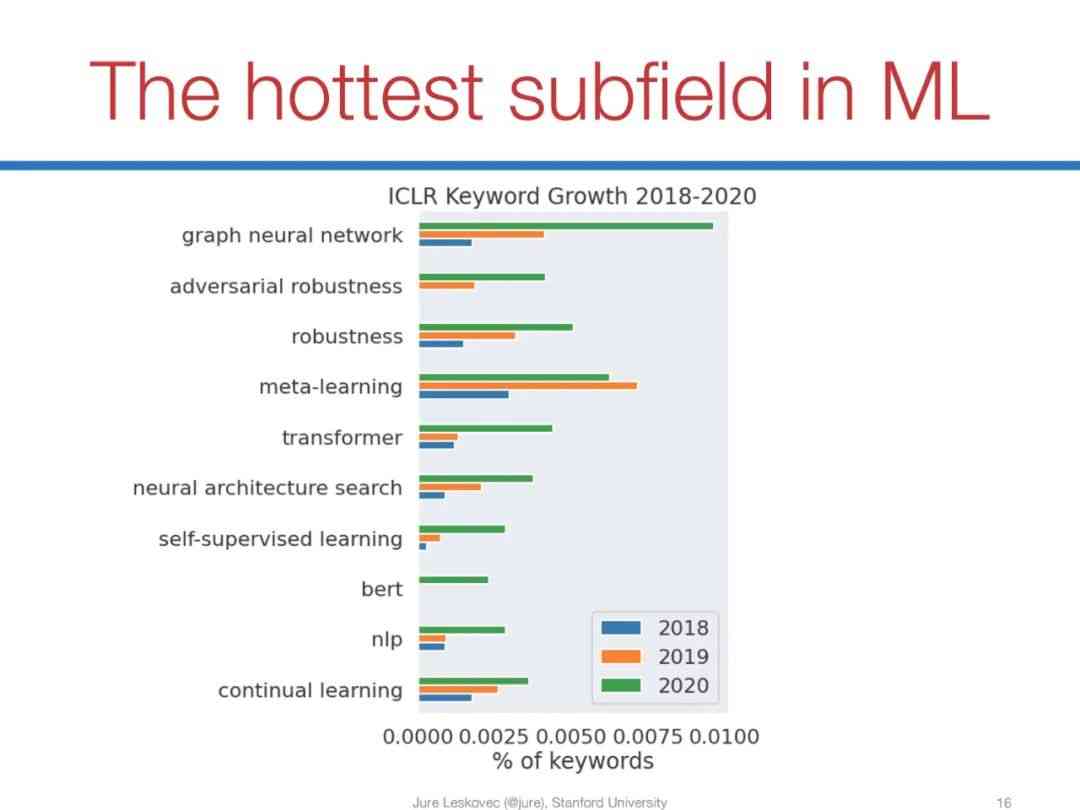 The hottest subfield in ML
ICLR Keyword Growth 2018-2020
graph neural network
adversarial robustness
robustness
meta-learning
transformer
neural architecture search
self-supervised learning
bert
nlp
continual learning
2018
2019
2020
0.0000 0.0025 0.0050 0.0075 0.0100
% of keywords
Jure Leskovec (@jure), Stanford University
16